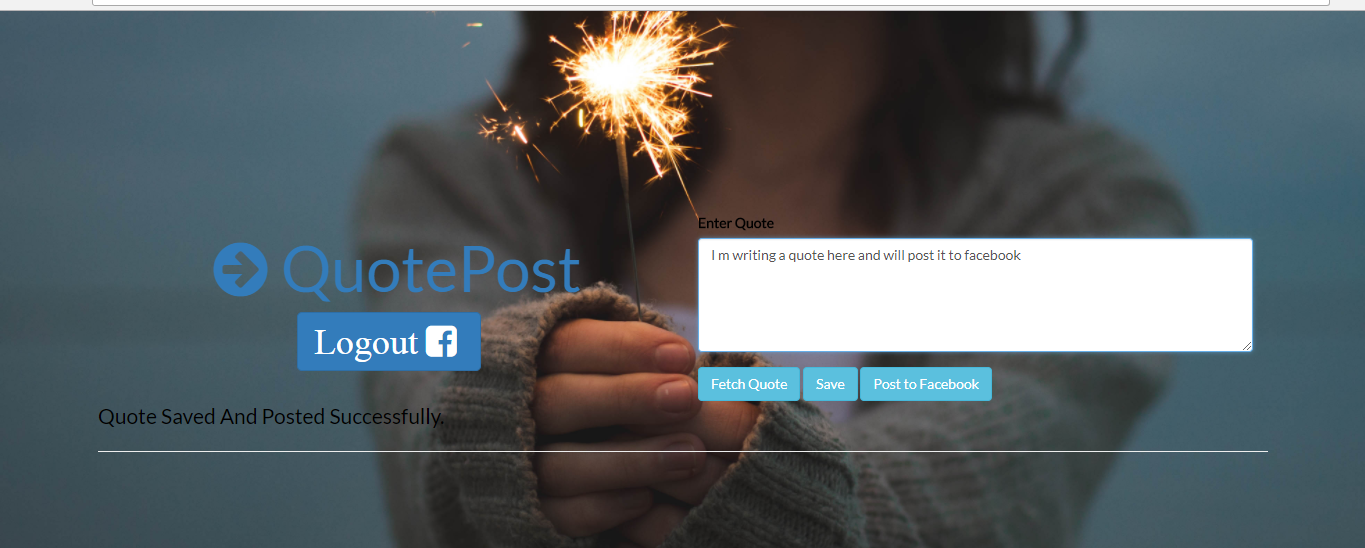 Enter Quote
QuotePost
I m writing a quote here and will post it to facebook
Logout
Fetch Quote Save Post to Facebook
Quote Saved And Posted Successfully.